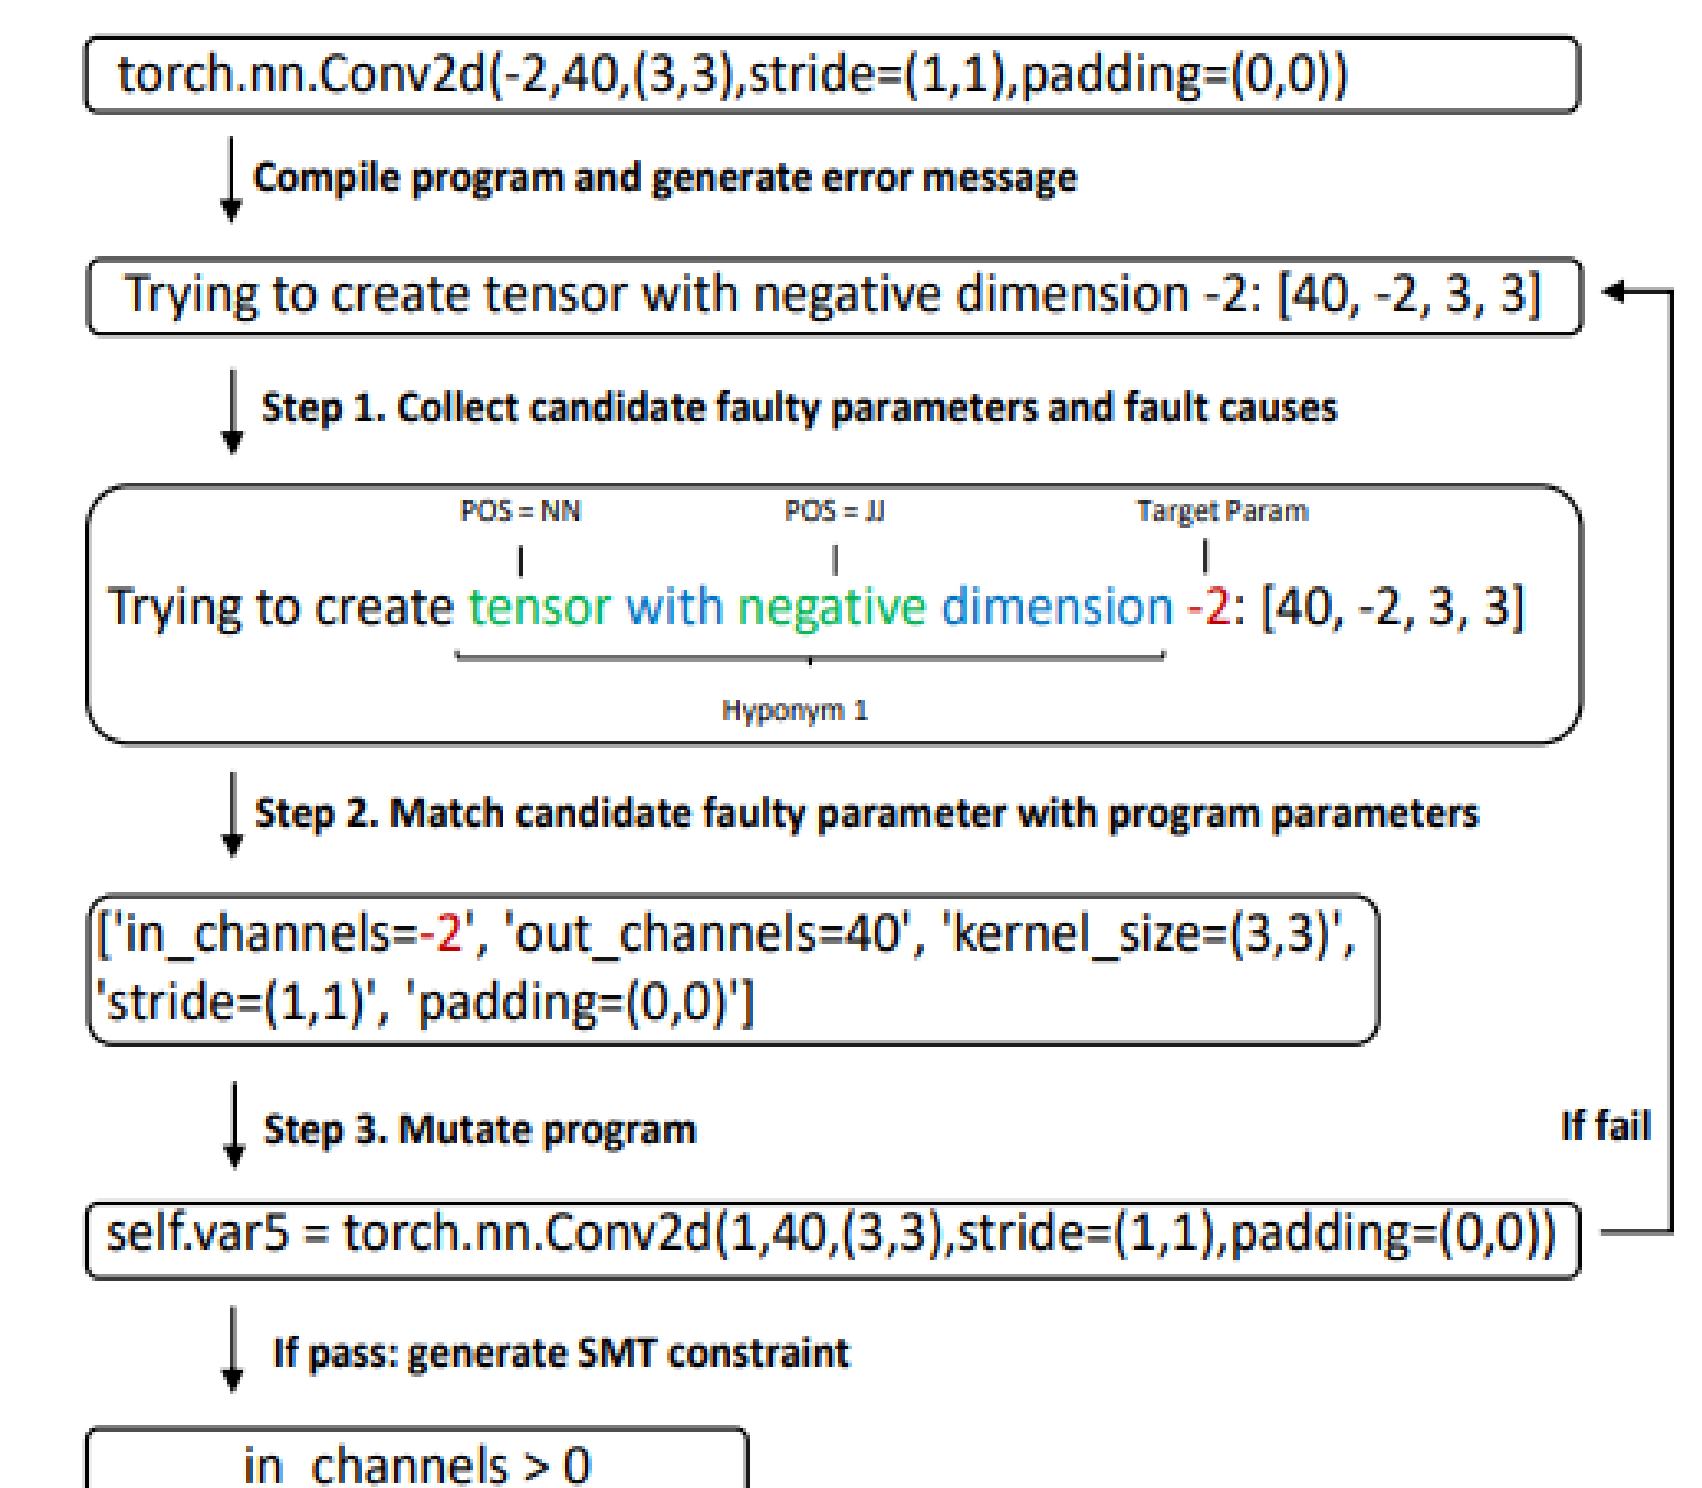 torch.nn.Conv2d(-2,40,(3,3),stride=(1,1),padding=(0,0))
Compile program and generate error message
Trying to create tensor with negative dimension -2: [40, -2, 3, 3]
Step 1. Collect candidate faulty parameters and fault causes
POS = NN
POS = JJ
Target Param
Trying to create tensor with negative dimension -2: [40, -2, 3, 3]
Hyponym 1
Step 2. Match candidate faulty parameter with program parameters
['in_channels=-2', 'out_channels=40', 'kernel_size=(3,3)',
'stride=(1,1)', 'padding=(0,0)']
Step 3. Mutate program
If fail
self.var5 = torch.nn.Conv2d(1,40,(3,3),stride=(1,1),padding=(0,0))
If pass: generate SMT constraint
in_channels > 0